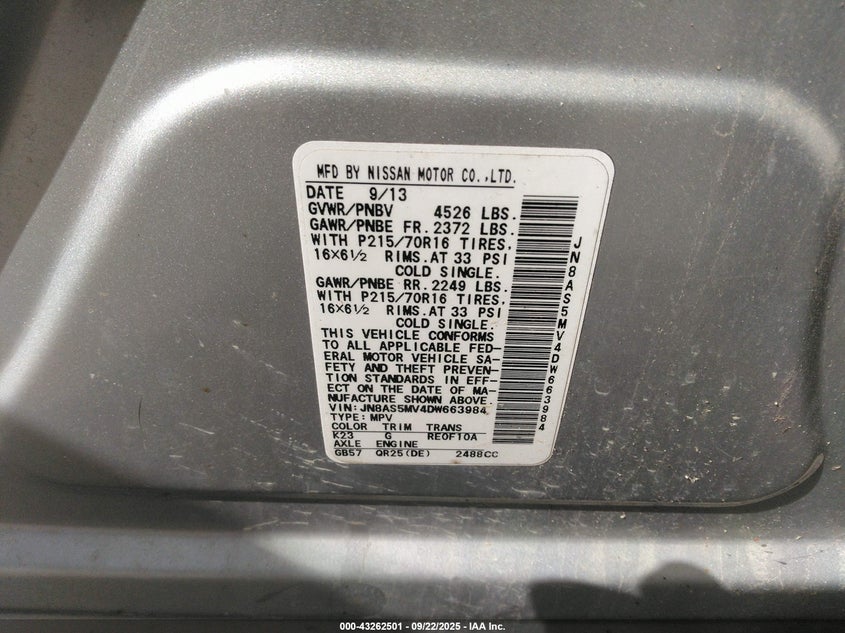 MFD BY NISSAN MOTOR CO.,LTD.
DATE 9/13
GVWR/PNBV 4526 LBS.
GAWR/PNBE FR. 2372 LBS.
WITH P215/70R16 TIRES,
16X6½ RIMS.AT 33 PSI
COLD SINGLE.
GAWR/PNBE RR. 2249 LBS.
WITH P215/70R16 TIRES,
16X6½ RIMS.AT 33 PSI
COLD SINGLE.
THIS VEHICLE CONFORMS
TO ALL APPLICABLE FED-
ERAL MOTOR VEHICLE SA-
FETY AND THEFT PREVEN-
TION STANDARDS IN EFF-
ECT ON THE DATE OF MA-
NUFACTURE SHOWN ABOVE.
VIN: JN8AS5MV4DW663984
TYPE: MPV
COLOR TRIM TRANS
K23 G RE0F10A
AXLE ENGINE
GB57 QR25(DE) 2488CC
JN8AS5MV4DW663984
000-43262501 - 09/22/2025 - IAA Inc.